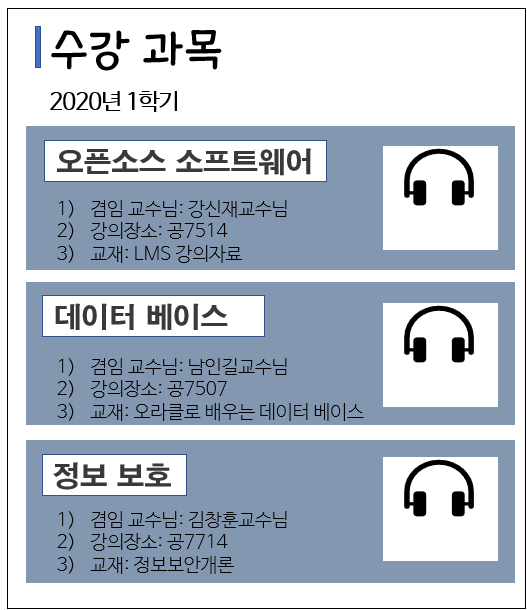 수강 과목
2020년 1학기
오픈소스 소프트웨어
1) 겸임 교수님: 강신재교수님
2) 강의장소: 공7514
3) 교재: LMS 강의자료
데이터 베이스
1) 겸임 교수님: 남인길교수님
2) 강의장소: 공7507
3) 교재: 오라클로 배우는 데이터 베이스
정보 보호
1) 겸임 교수님: 김창훈교수님
2) 강의장소: 공7714
3) 교재: 정보보안개론